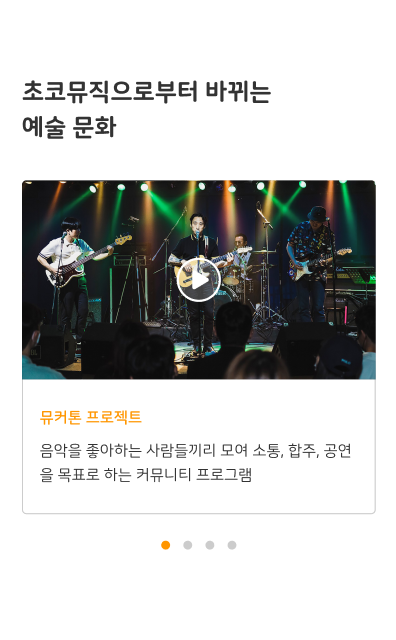 초코뮤직으로부터 바뀌는
예술 문화
뮤커톤 프로젝트
음악을 좋아하는 사람들끼리 모여 소통, 합주, 공연
을 목표로 하는 커뮤니티 프로그램